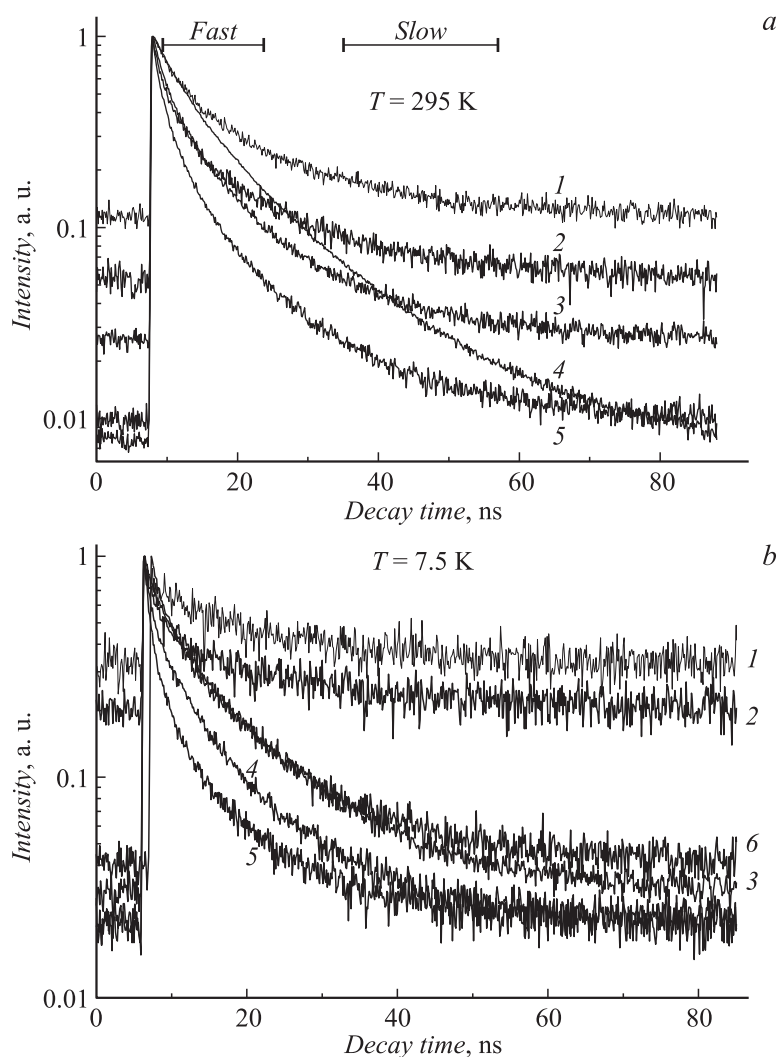 a
Fast Slow
1
T = 295 K
Intensity, a. u.
0.1
0.01
1
2
3
4
5
0 20 40 60 80
Decay time, ns
b
T = 7.5 K
1
Intensity, a. u.
0.1
0.01
1
2
4
5
6
3
0 20 40 60 80
Decay time, ns